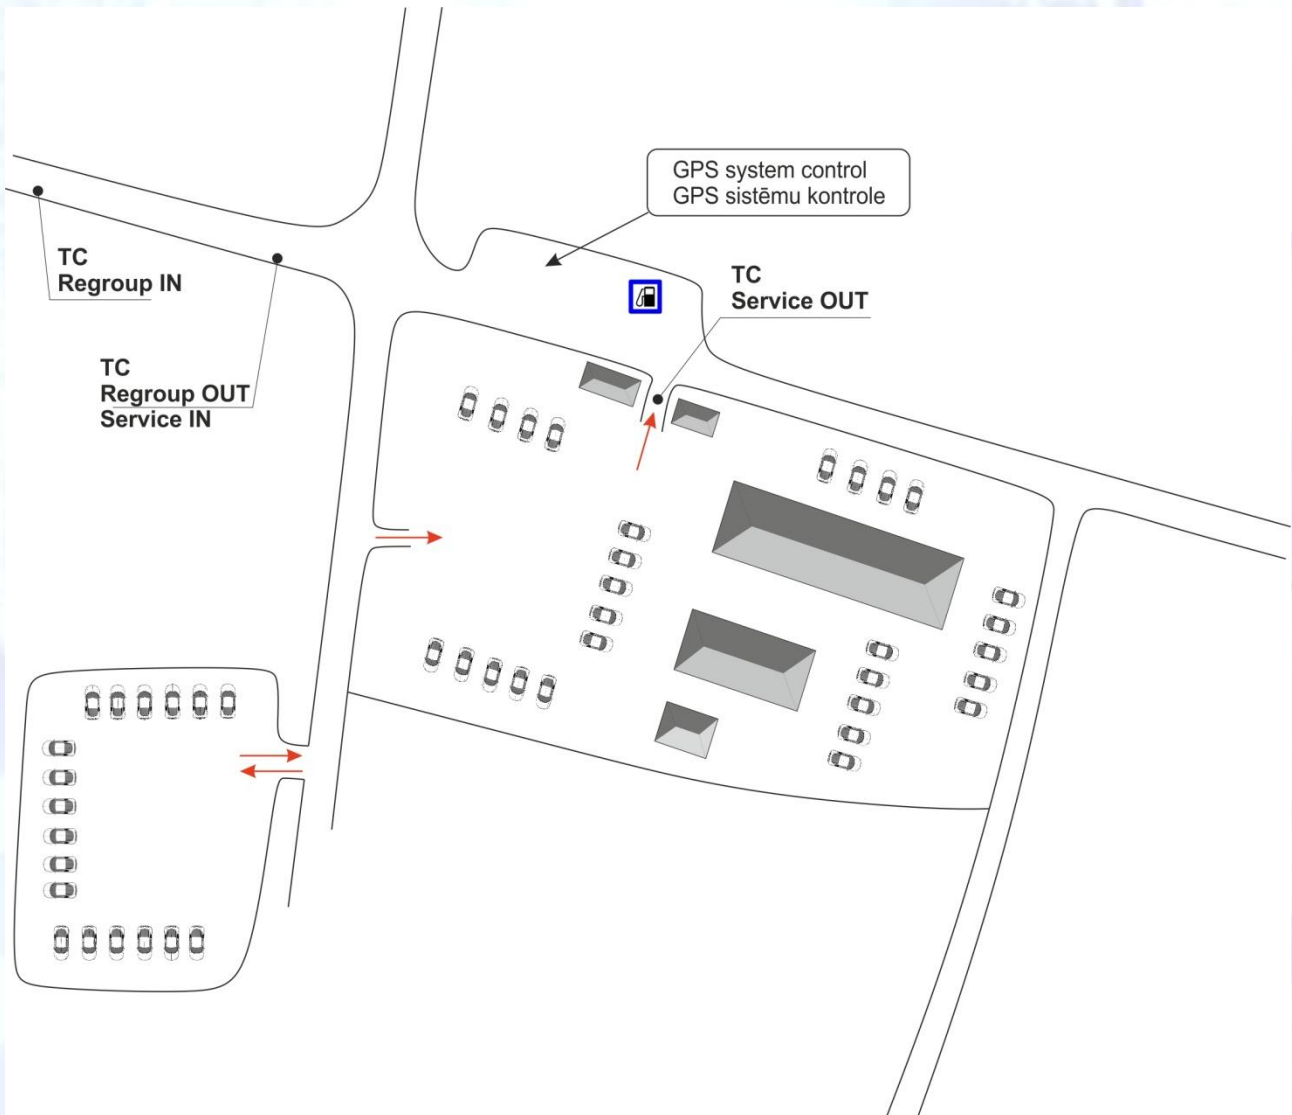 GPS system control
GPS sistēmu kontrole
TC
Regroup IN
TC
Service OUT
TC
Regroup OUT
Service IN